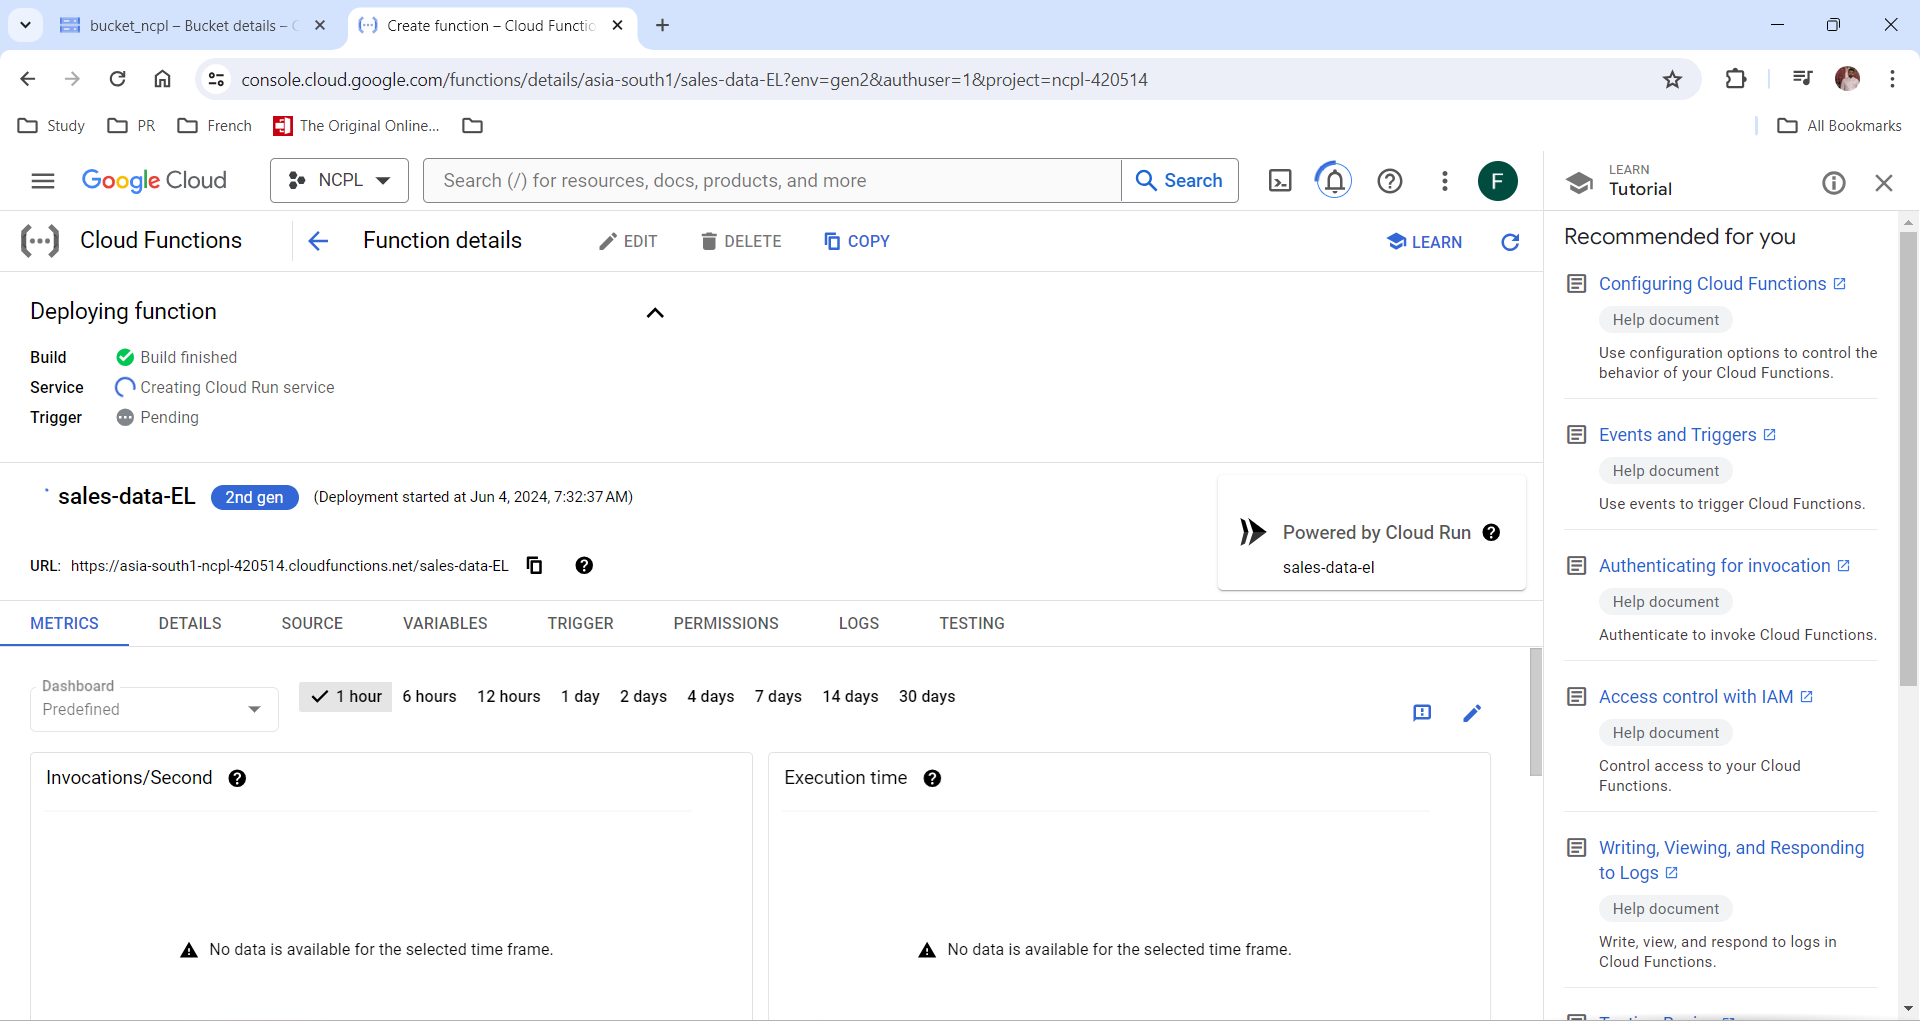 bucket_ncpl – Bucket details –
Create function – Cloud Functio
console.cloud.google.com/functions/details/asia-south1/sales-data-EL?env=gen2&authuser=1&project=ncpl-420514
Study
PR
French
The Original Online...
All Bookmarks
Google Cloud
NCPL
Search (/) for resources, docs, products, and more
Search
F
LEARN
Tutorial
Cloud Functions
Function details
EDIT
DELETE
COPY
LEARN
Deploying function
Build
Build finished
Service
Creating Cloud Run service
Trigger
Pending
sales-data-EL
2nd gen
(Deployment started at Jun 4, 2024, 7:32:37 AM)
URL: https://asia-south1-ncpl-420514.cloudfunctions.net/sales-data-EL
Powered by Cloud Run
sales-data-el
METRICS
DETAILS
SOURCE
VARIABLES
TRIGGER
PERMISSIONS
LOGS
TESTING
Dashboard
Predefined
1 hour
6 hours
12 hours
1 day
2 days
4 days
7 days
14 days
30 days
Invocations/Second
No data is available for the selected time frame.
Execution time
No data is available for the selected time frame.
Recommended for you
Configuring Cloud Functions
Help document
Use configuration options to control the
behavior of your Cloud Functions.
Events and Triggers
Help document
Use events to trigger Cloud Functions.
Authenticating for invocation
Help document
Authenticate to invoke Cloud Functions.
Access control with IAM
Help document
Control access to your Cloud
Functions.
Writing, Viewing, and Responding
to Logs
Help document
Write, view, and respond to logs in
Cloud Functions.